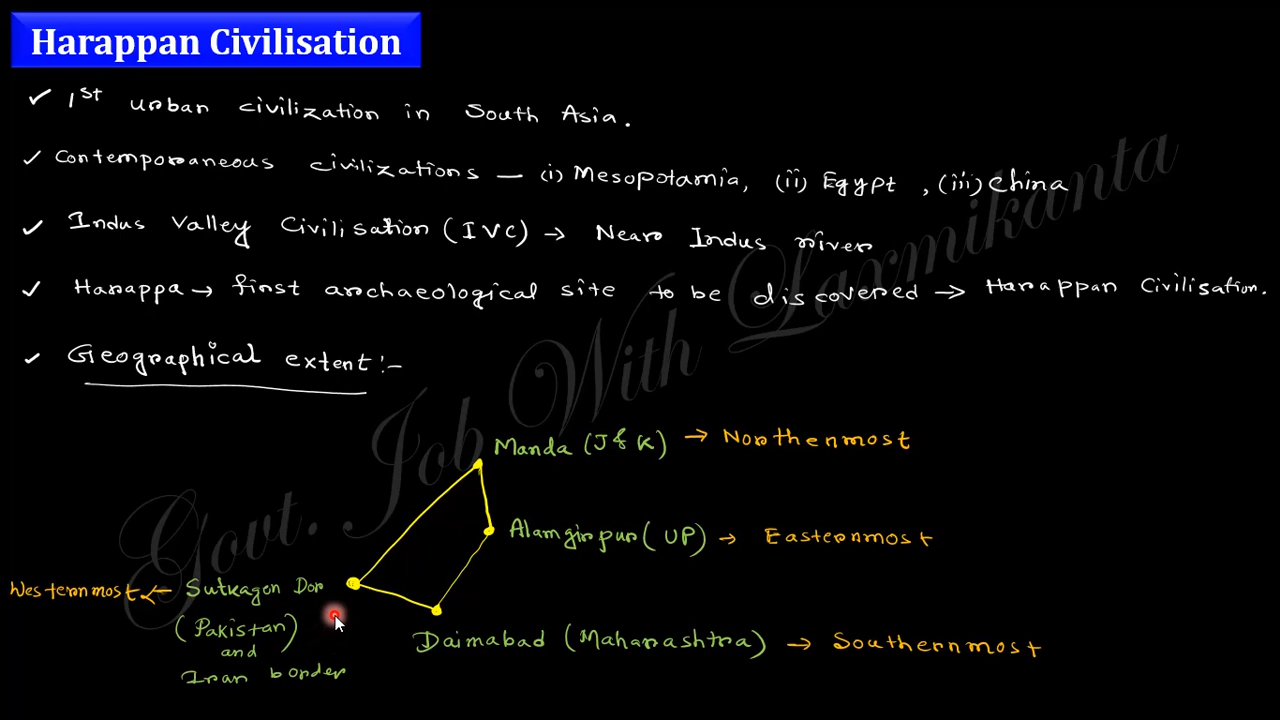 Harappan Civilisation
✓ 1st urban civilization in South Asia.
✓ Contemporaneous civilizations – (i) Mesopotamia, (ii) Egypt, (iii) China
✓ Indus Valley Civilisation (IVC) → Near Indus river
✓ Harappa → first archaeological site to be discovered → Harappan Civilisation.
✓ Geographical extent :-
Manda (J & K) → Northenmost
Alamgirpur (UP) → Easternmost
Westernmost ← Sutkagen Dor
(Pakistan)
and
Iran border
Daimabad (Maharashtra) → Southernmost
Govt. Job With Laxmikanta